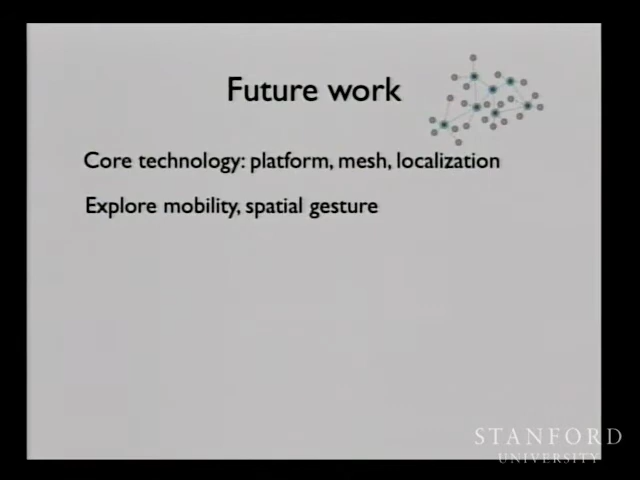 Future work
Core technology: platform, mesh, localization
Explore mobility, spatial gesture
STANFORD
UNIVERSITY